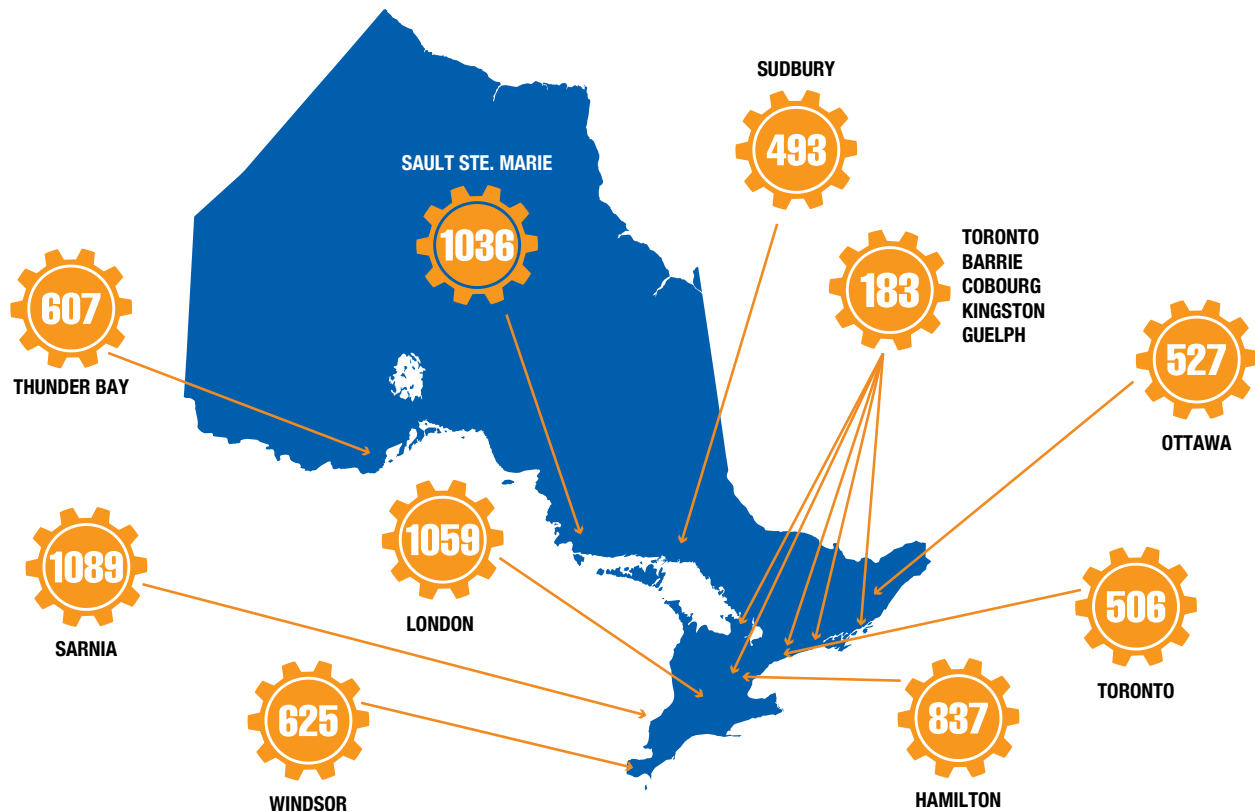 SUDBURY
493
SAULT STE. MARIE
1036
TORONTO
BARRIE
COBOURG
KINGSTON
GUELPH
183
607
THUNDER BAY
527
OTTAWA
1059
LONDON
1089
SARNIA
506
TORONTO
625
WINDSOR
837
HAMILTON